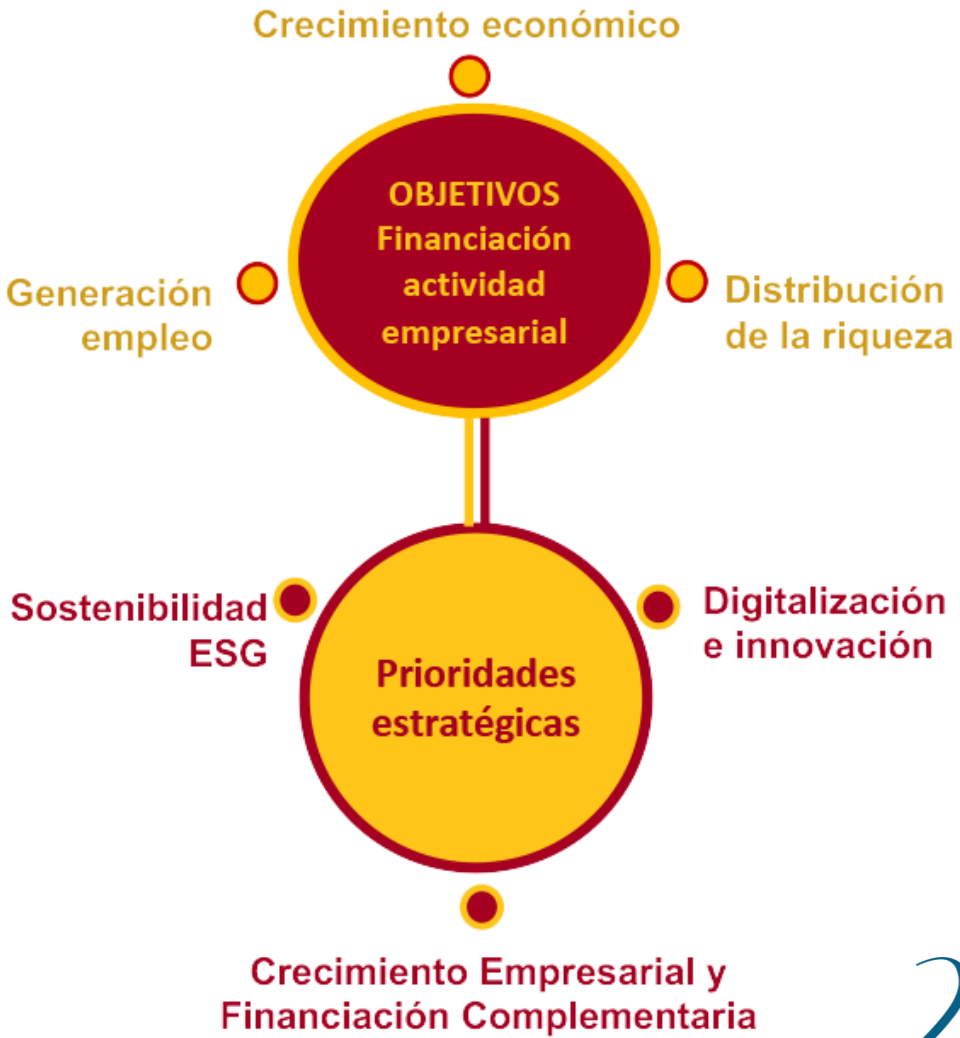 Crecimiento económico
OBJETIVOS
Financiación
actividad
empresarial
Generación
empleo
Distribución
de la riqueza
Sostenibilidad
ESG
Digitalización
e innovación
Prioridades
estratégicas
Crecimiento Empresarial y
Financiación Complementaria